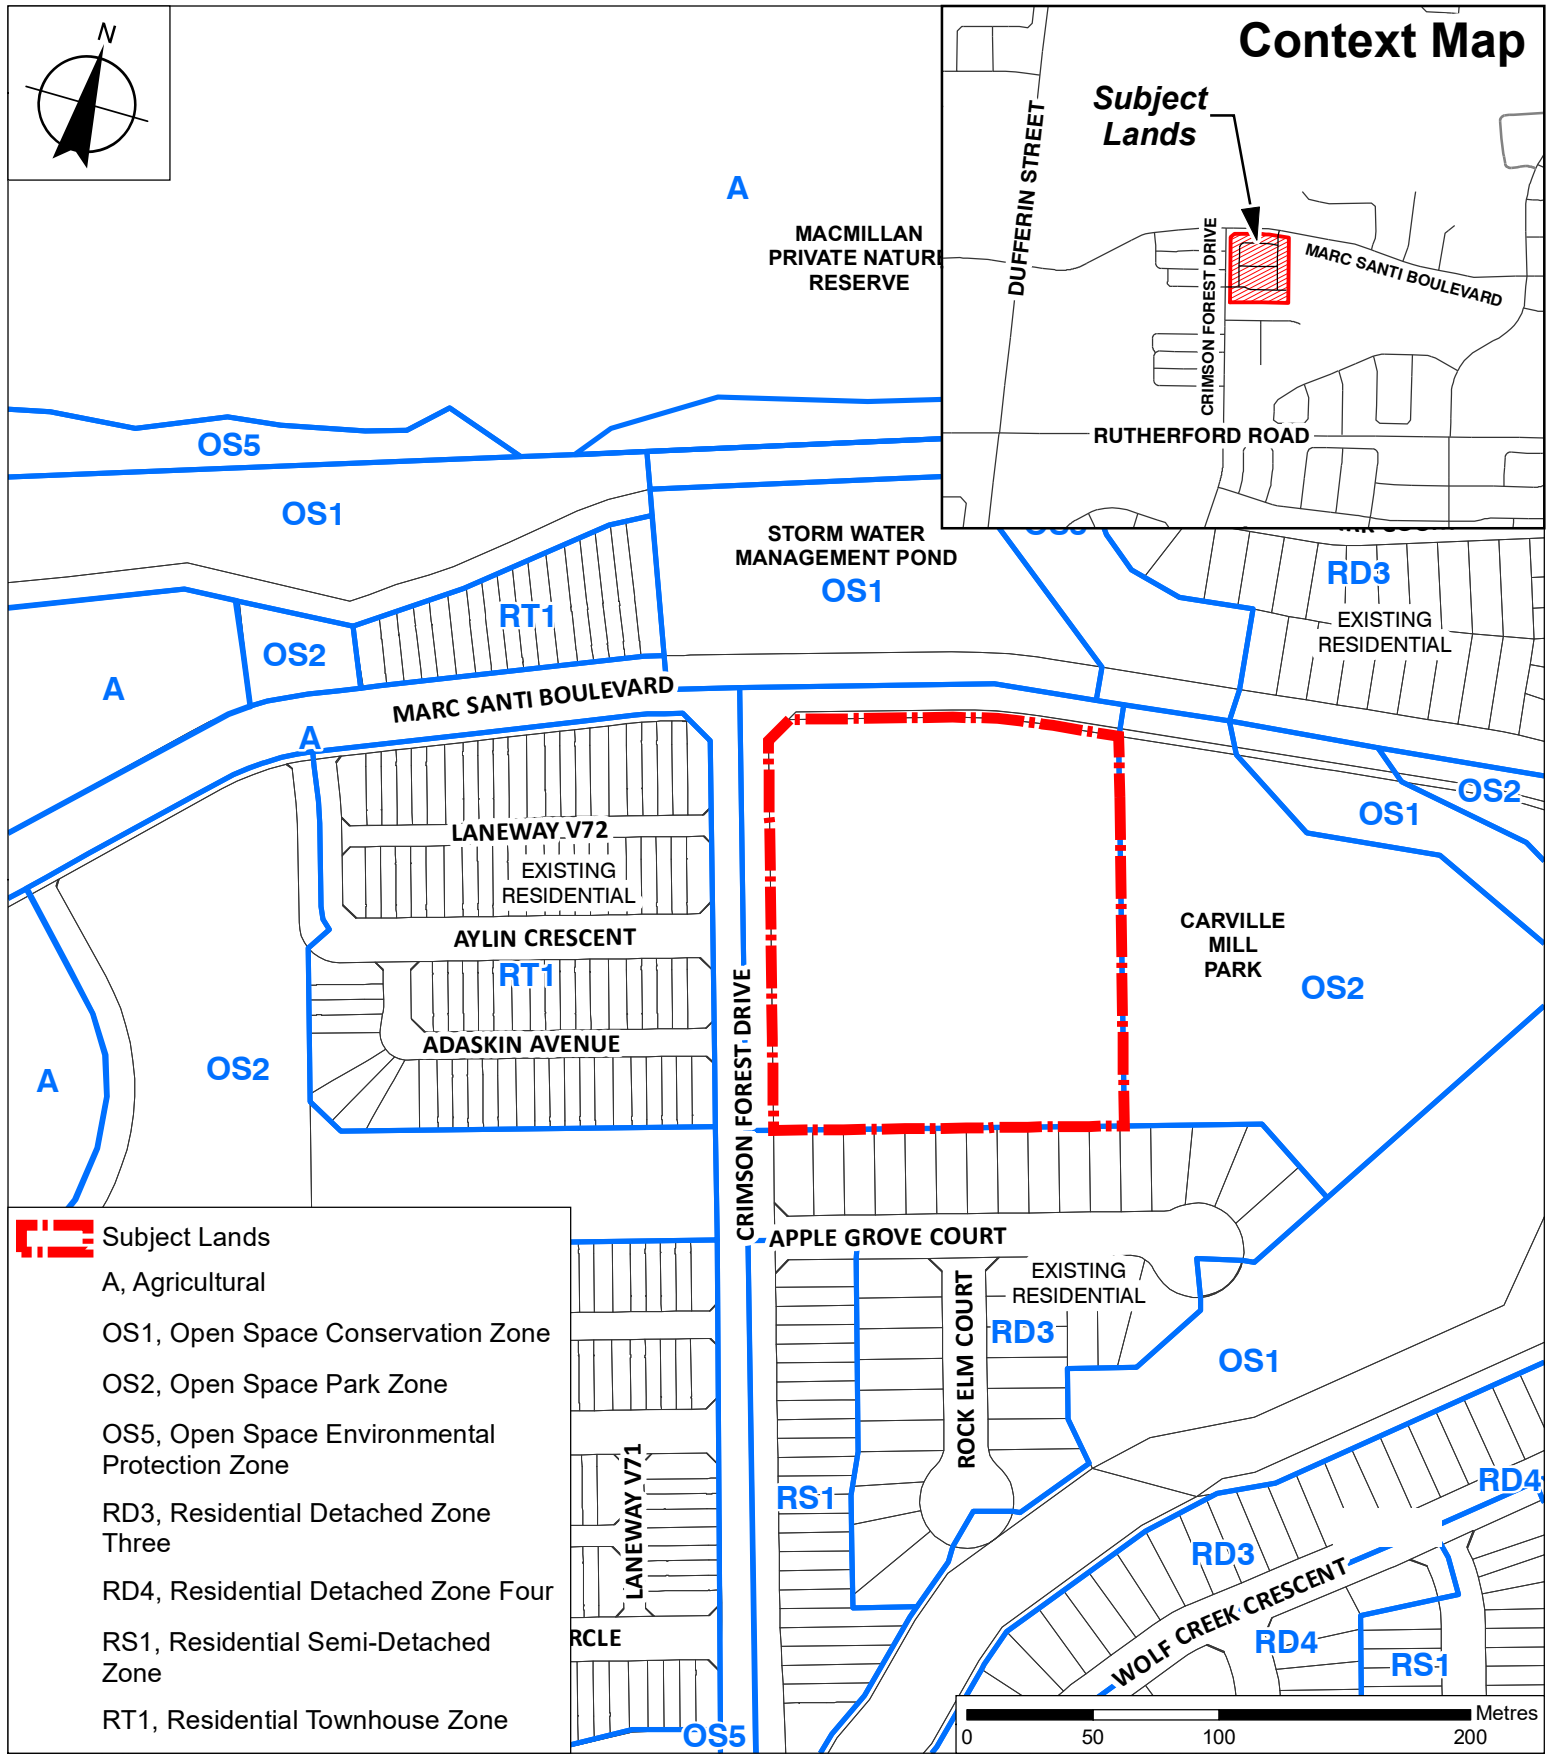 N
Context Map
Subject
Lands
DUFFERIN STREET
CRIMSON FOREST DRIVE
MARC SANTI BOULEVARD
RUTHERFORD ROAD
A
MACMILLAN
PRIVATE NATURE
RESERVE
OS5
OS1
STORM WATER
MANAGEMENT POND
OS1
RD3
EXISTING
RESIDENTIAL
RT1
OS2
A
MARC SANTI BOULEVARD
A
OS2
OS1
LANEWAY V72
EXISTING
RESIDENTIAL
AYLIN CRESCENT
RT1
ADASKIN AVENUE
CARVILLE
MILL
PARK
OS2
OS2
A
CRIMSON FOREST DRIVE
APPLE GROVE COURT
EXISTING
RESIDENTIAL
RD3
ROCK ELM COURT
OS1
RS1
LANEWAY V71
RCLE
OS5
RD4
RD3
WOLF CREEK CRESCENT
RD4
RS1
Subject Lands
A, Agricultural
OS1, Open Space Conservation Zone
OS2, Open Space Park Zone
OS5, Open Space Environmental
Protection Zone
RD3, Residential Detached Zone
Three
RD4, Residential Detached Zone Four
RS1, Residential Semi-Detached
Zone
RT1, Residential Townhouse Zone
Metres
0 50 100 200